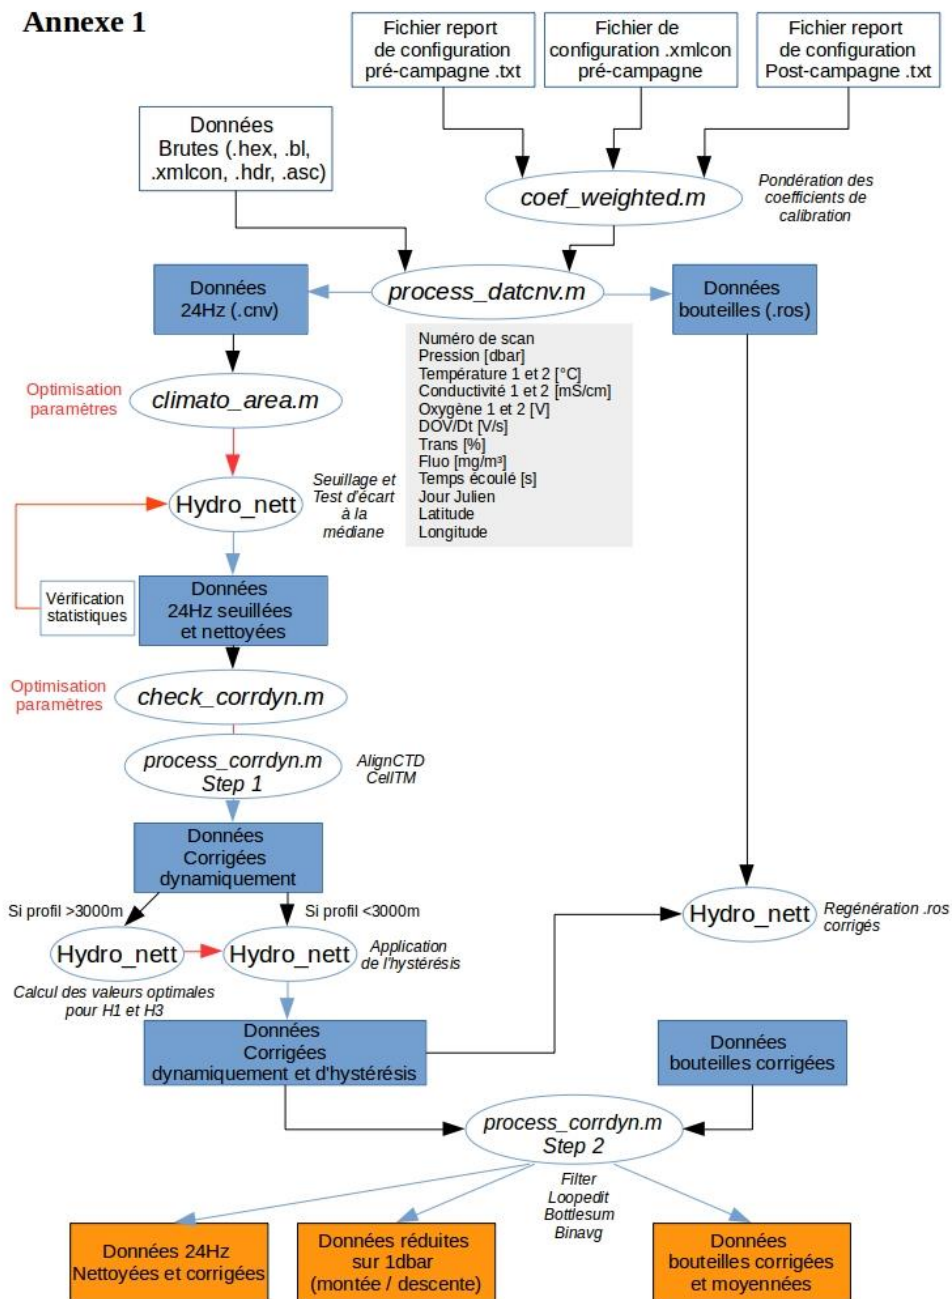 Annexe 1
Fichier report
de configuration
pré-campagne .txt
Fichier de
configuration .xmlcon
pré-campagne
Fichier report
de configuration
Post-campagne .txt
Données
Brutes (.hex, .bl,
.xmlcon, .hdr, .asc)
coef_weighted.m
Pondération des
coefficients de
calibration
Données
24Hz (.cnv)
process_datcnv.m
Données
bouteilles (.ros)
Numéro de scan
Pression [dbar]
Température 1 et 2 [°C]
Conductivité 1 et 2 [mS/cm]
Oxygène 1 et 2 [V]
DOV/Dt [V/s]
Trans [%]
Fluo [mg/m³]
Temps écoulé [s]
Jour Julien
Latitude
Longitude
Optimisation
paramètres
climato_area.m
Hydro_nett
Seuillage et
Test d'écart
à la
médiane
Vérification
statistiques
Données
24Hz seuillées
et nettoyées
Optimisation
paramètres
check_corrdyn.m
process_corrdyn.m
Step 1
AlignCTD
CellTM
Données
Corrigées
dynamiquement
Si profil >3000m
Si profil <3000m
Hydro_nett
Hydro_nett
Application
de l'hystérésis
Calcul des valeurs optimales
pour H1 et H3
Hydro_nett
Regénération .ros
corrigés
Données
Corrigées
dynamiquement et d'hystérésis
Données
bouteilles corrigées
process_corrdyn.m
Step 2
Filter
Loopedit
Bottlesum
Binavg
Données 24Hz
Nettoyées et corrigées
Données réduites
sur 1dbar
(montée / descente)
Données
bouteilles corrigées
et moyennées